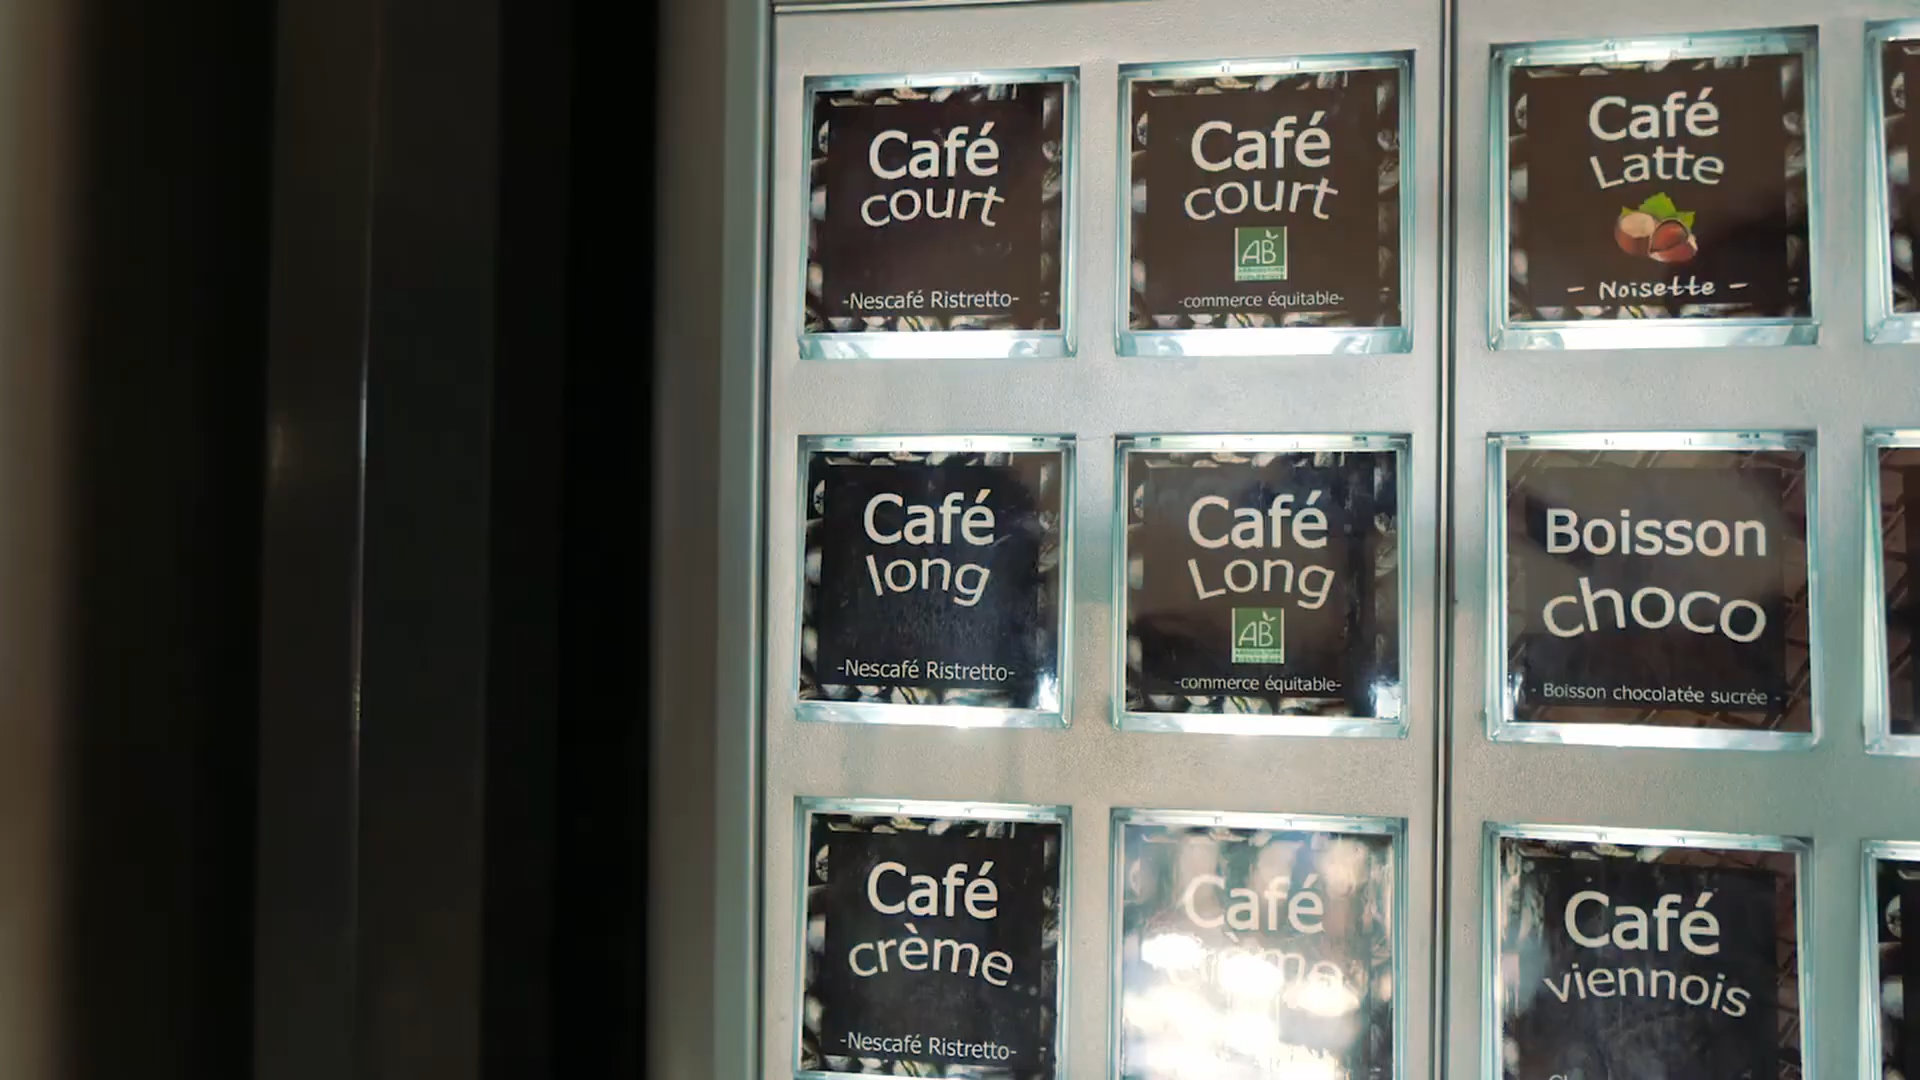 Café
court
-Nescafé Ristretto-
Café
court
AB
-commerce équitable-
Café
Latte
- Noisette -
Café
long
-Nescafé Ristretto-
Café
Long
AB
-commerce équitable-
Boisson
choco
- Boisson chocolatée sucrée -
Café
crème
-Nescafé Ristretto-
Café
Café
viennois